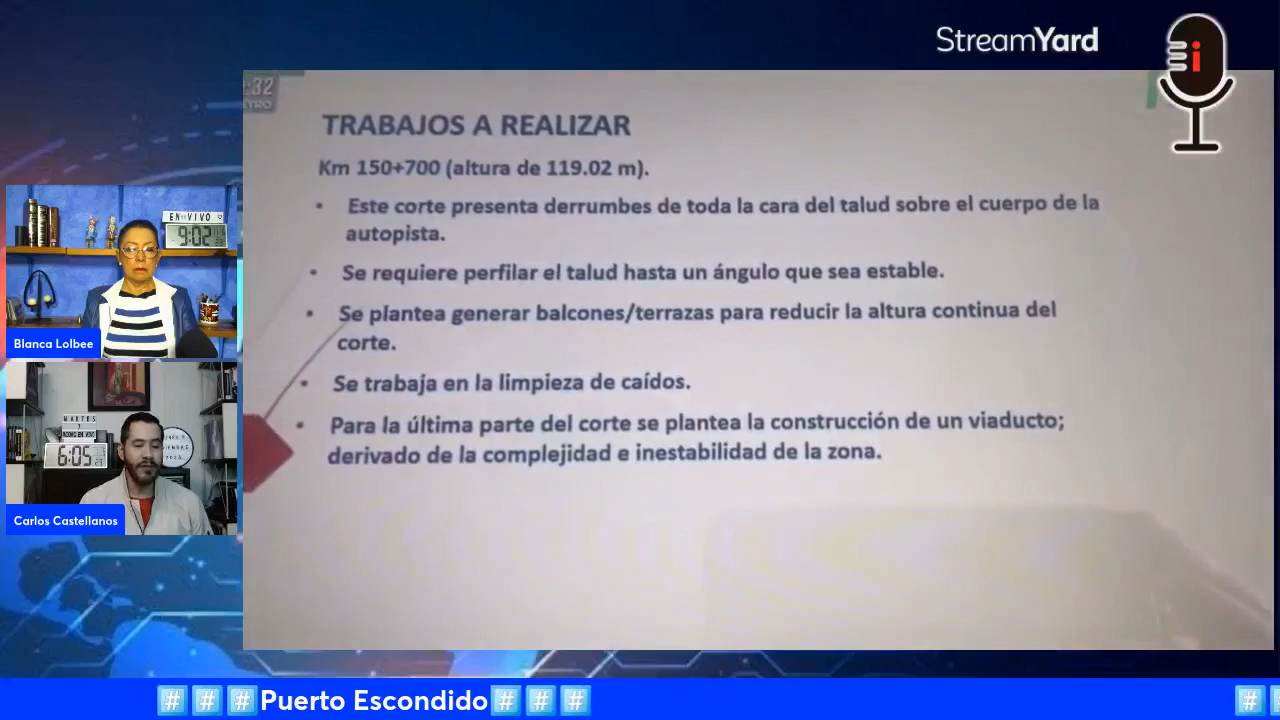 StreamYard
i
:32
TRABAJOS A REALIZAR
Km 150+700 (altura de 119.02 m).
• Este corte presenta derrumbes de toda la cara del talud sobre el cuerpo de la
autopista.
• Se requiere perfilar el talud hasta un ángulo que sea estable.
• Se plantea generar balcones/terrazas para reducir la altura continua del
corte.
• Se trabaja en la limpieza de caídos.
• Para la última parte del corte se plantea la construcción de un viaducto;
derivado de la complejidad e inestabilidad de la zona.
EN VIVO
9:02
Blanca Lolbee
MARTES
6:05
Carlos Castellanos
###Puerto Escondido### #